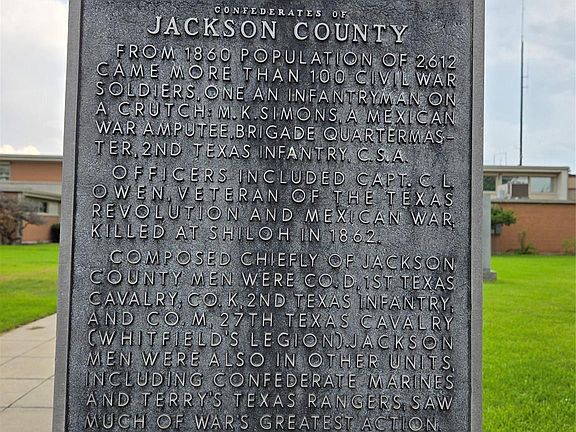 CONFEDERATES OF
JACKSON COUNTY
FROM 1860 POPULATION OF 2,612
CAME MORE THAN 100 CIVIL WAR
SOLDIERS, ONE AN INFANTRYMAN ON
A CRUTCH: M. K. SIMONS, A MEXICAN
WAR AMPUTEE, BRIGADE QUARTERMAS-
TER, 2ND TEXAS INFANTRY, C.S.A.
OFFICERS INCLUDED CAPT. C. L.
OWEN, VETERAN OF THE TEXAS
REVOLUTION AND MEXICAN WAR,
KILLED AT SHILOH IN 1862.
COMPOSED CHIEFLY OF JACKSON
COUNTY MEN WERE CO. D, 1ST TEXAS
CAVALRY, CO. K, 2ND TEXAS INFANTRY,
AND CO. M, 27TH TEXAS CAVALRY
(WHITFIELD'S LEGION). JACKSON
MEN WERE ALSO IN OTHER UNITS,
INCLUDING CONFEDERATE MARINES
AND TERRY'S TEXAS RANGERS, SAW
MUCH OF WAR'S GREATEST ACTION.